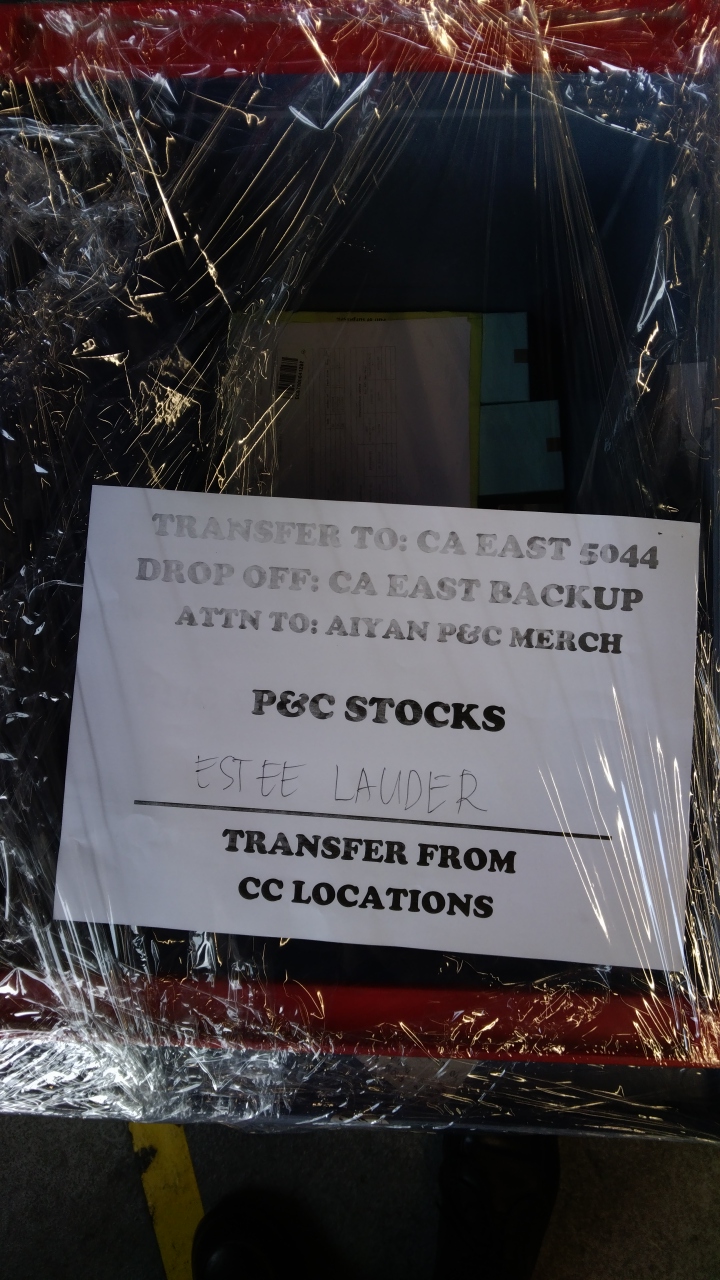 TRANSFER TO: CA EAST 5044
DROP OFF: CA EAST BACKUP
ATTN TO: AIYAN P&C MERCH
P&C STOCKS
ESTEE LAUDER
TRANSFER FROM
CC LOCATIONS